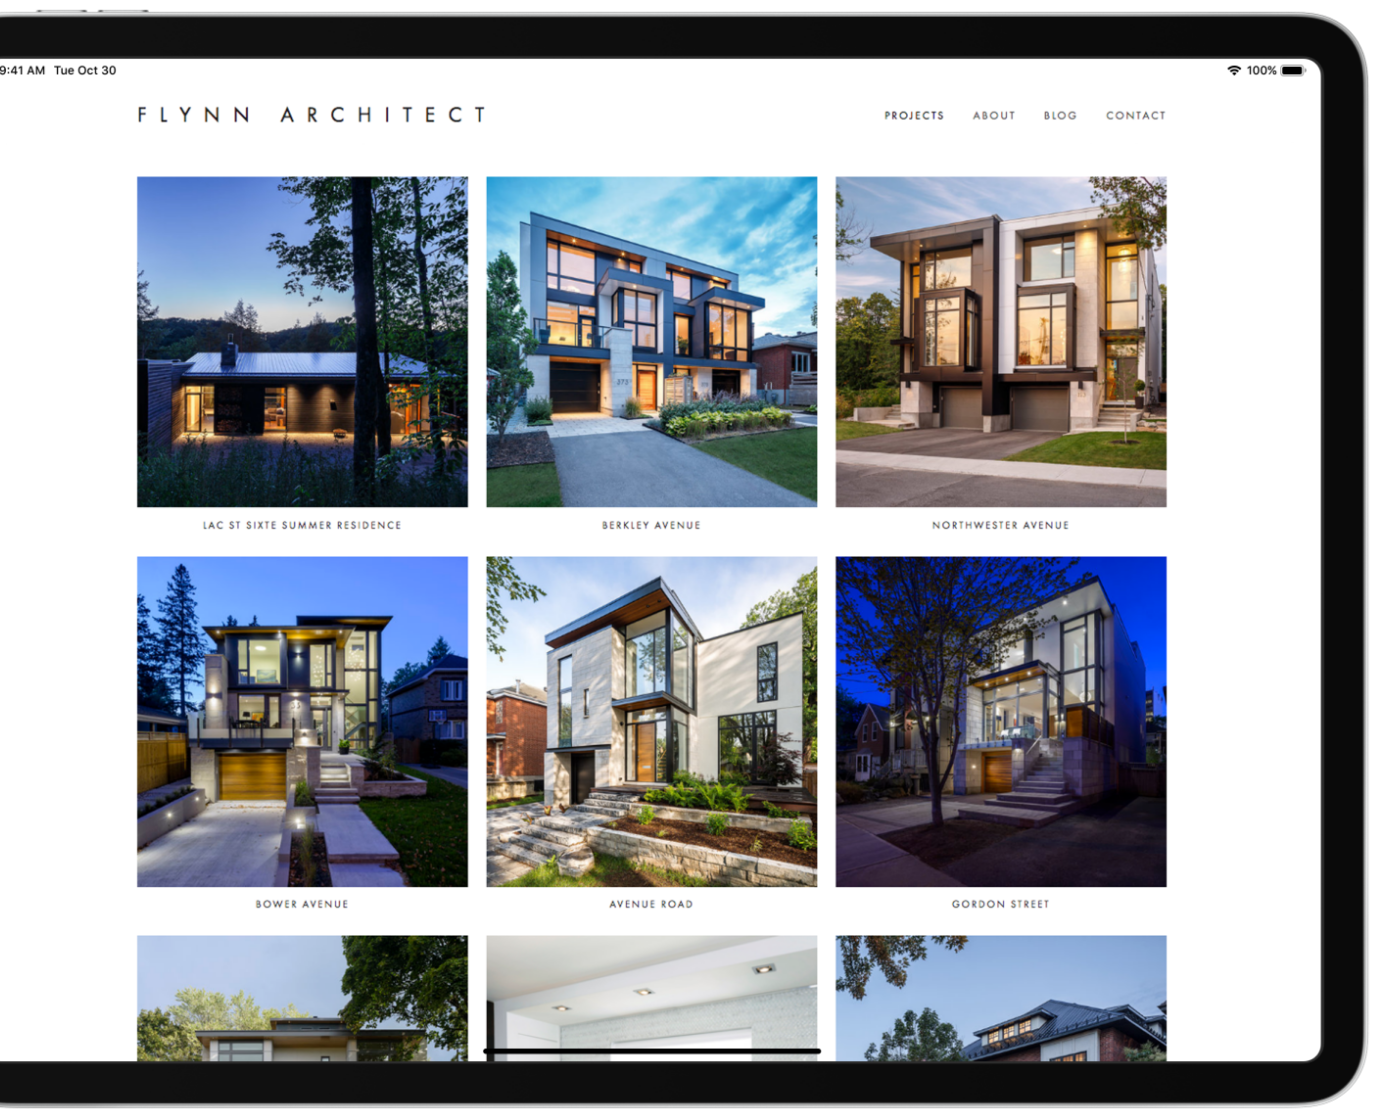 9:41 AM Tue Oct 30
100%
FLYNN ARCHITECT
PROJECTS ABOUT BLOG CONTACT
LAC ST SIXTE SUMMER RESIDENCE
BERKLEY AVENUE
NORTHWESTER AVENUE
BOWER AVENUE
AVENUE ROAD
GORDON STREET